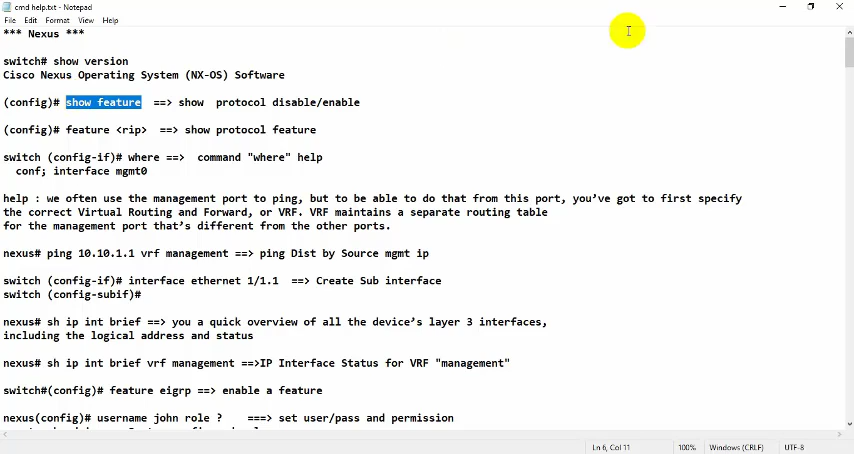 cmd help.txt - Notepad
File Edit Format View Help
*** Nexus ***
switch# show version
Cisco Nexus Operating System (NX-OS) Software
(config)# show feature ==> show protocol disable/enable
(config)# feature <rip> ==> show protocol feature
switch (config-if)# where ==> command "where" help
conf; interface mgmt0
help : we often use the management port to ping, but to be able to do that from this port, you’ve got to first specify
the correct Virtual Routing and Forward, or VRF. VRF maintains a separate routing table
for the management port that’s different from the other ports.
nexus# ping 10.10.1.1 vrf management ==> ping Dist by Source mgmt ip
switch (config-if)# interface ethernet 1/1.1 ==> Create Sub interface
switch (config-subif)#
nexus# sh ip int brief ==> you a quick overview of all the device’s layer 3 interfaces,
including the logical address and status
nexus# sh ip int brief vrf management ==>IP Interface Status for VRF "management"
switch#(config)# feature eigrp ==> enable a feature
nexus(config)# username john role ? ===> set user/pass and permission
Ln 6, Col 11 100% Windows (CRLF) UTF-8